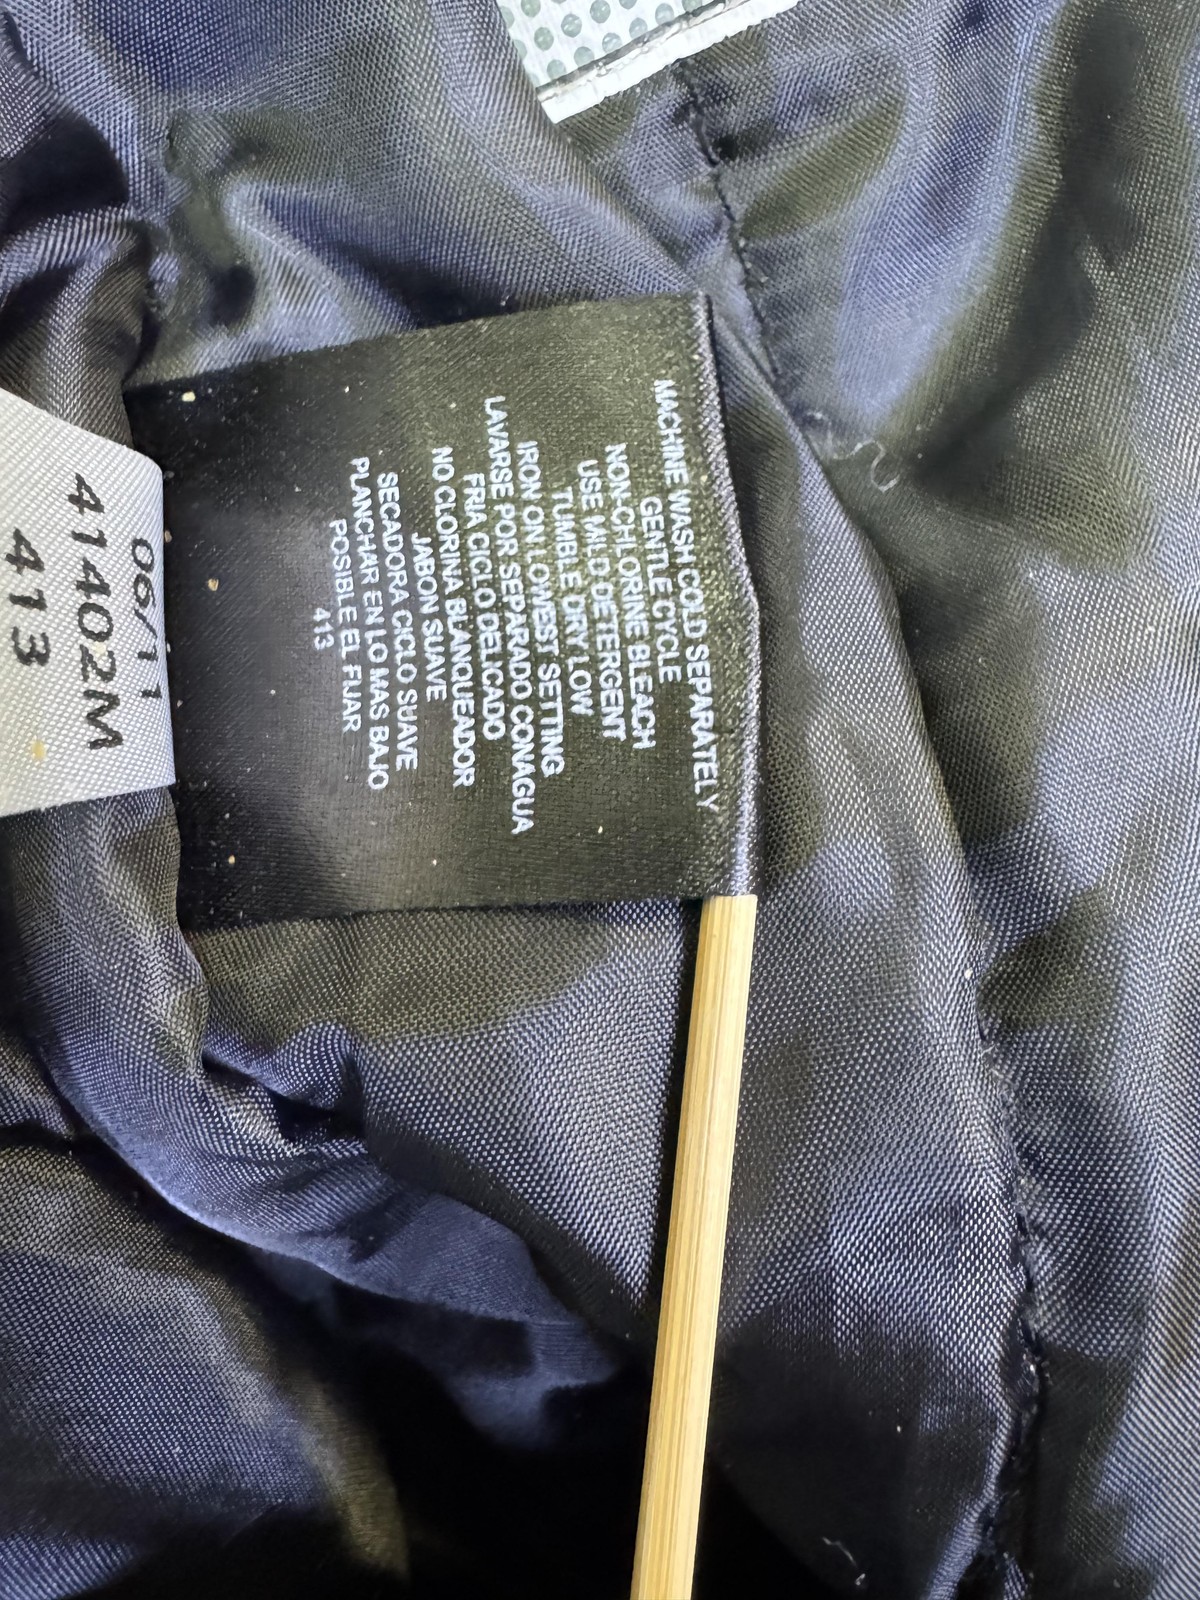 MACHINE WASH COLD SEPARATELY
GENTLE CYCLE
NON-CHLORINE BLEACH
USE MILD DETERGENT
TUMBLE DRY LOW
IRON ON LOWEST SETTING
LAVARSE POR SEPARADO CONAGUA
FRIA CICLO DELICADO
NO CLORINA BLANQUEADOR
JABON SUAVE
SECADORA CICLO SUAVE
PLANCHAR EN LO MAS BAJO
POSIBLE EL FIJAR
413
06/11
41402M
413